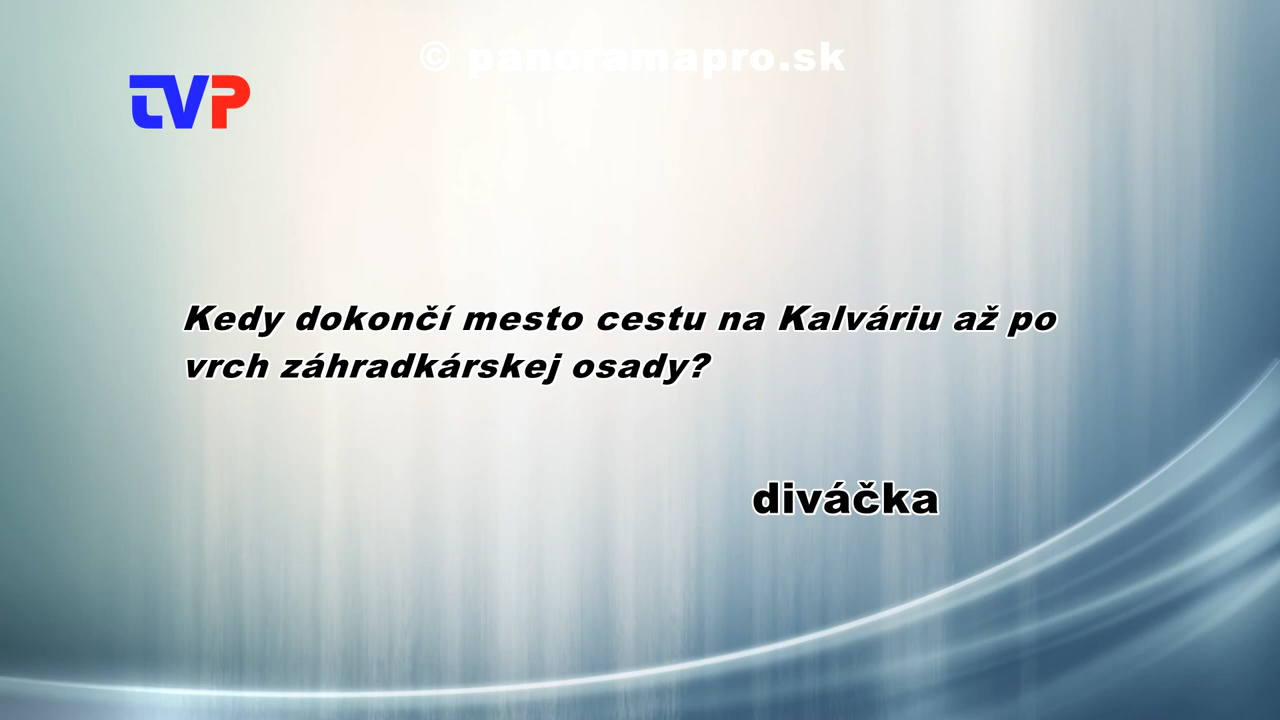 © panoramapro.sk
TVP
Kedy dokončí mesto cestu na Kalváriu až po
vrch záhradkárskej osady?
diváčka